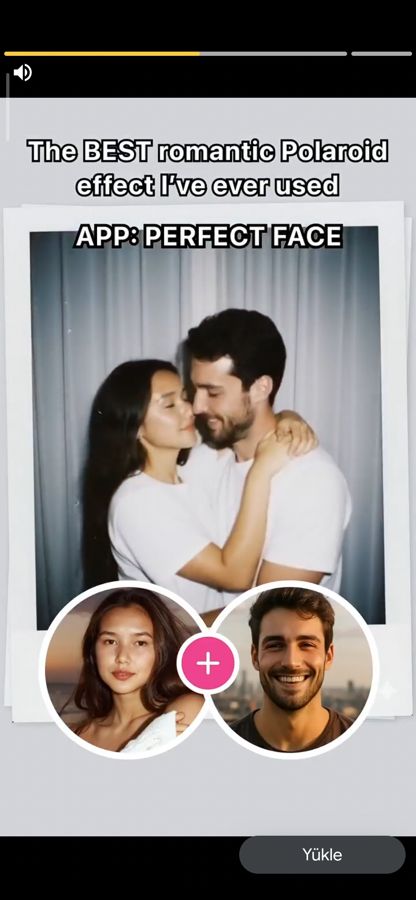 The BEST romantic Polaroid
effect I've ever used
APP: PERFECT FACE
Yükle